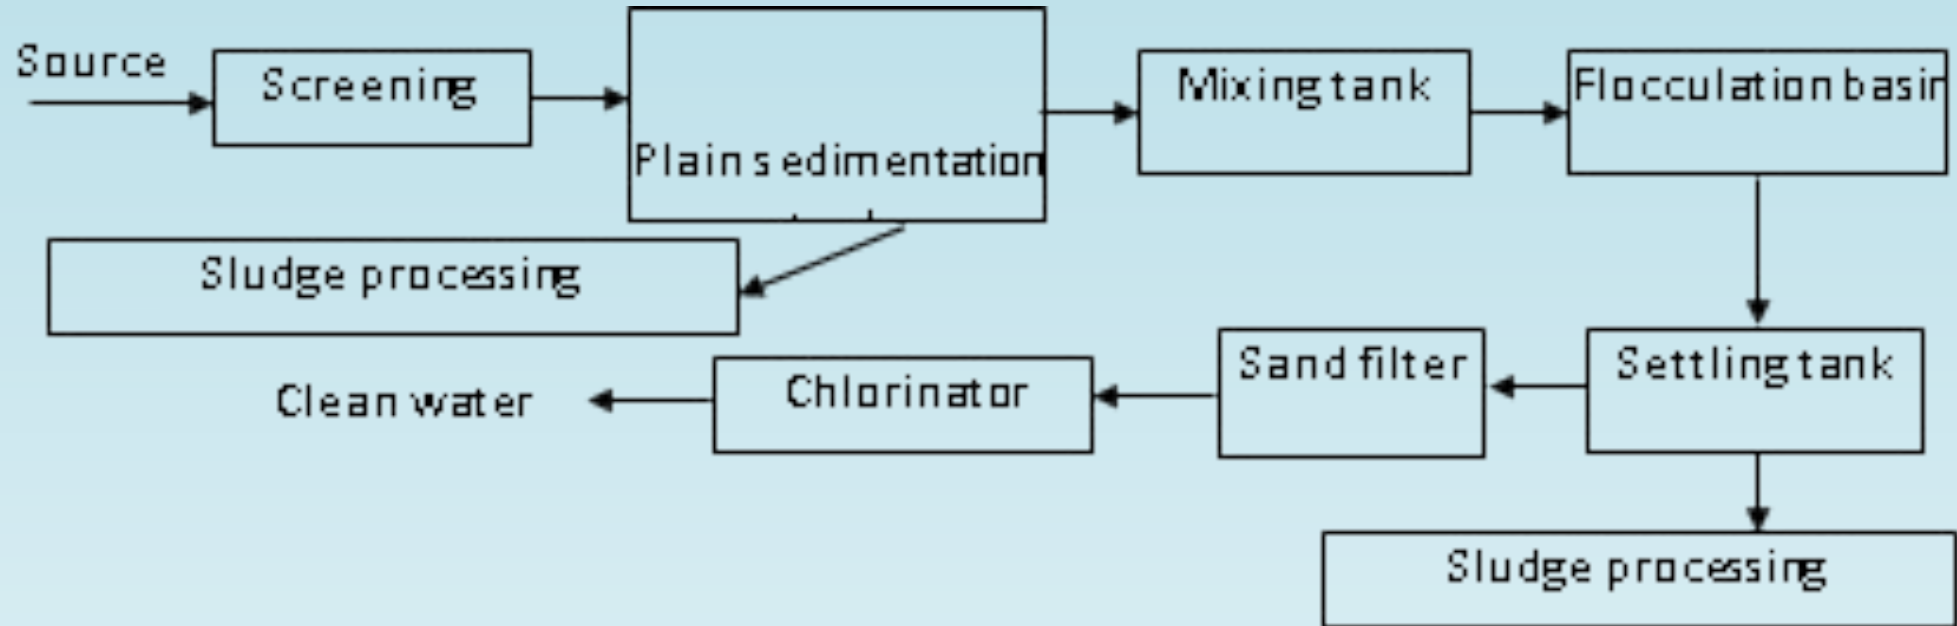 Source
Screening
Plain sedimentation
Mixing tank
Flocculation basin
Sludge processing
Settling tank
Sand filter
Chlorinator
Clean water
Sludge processing